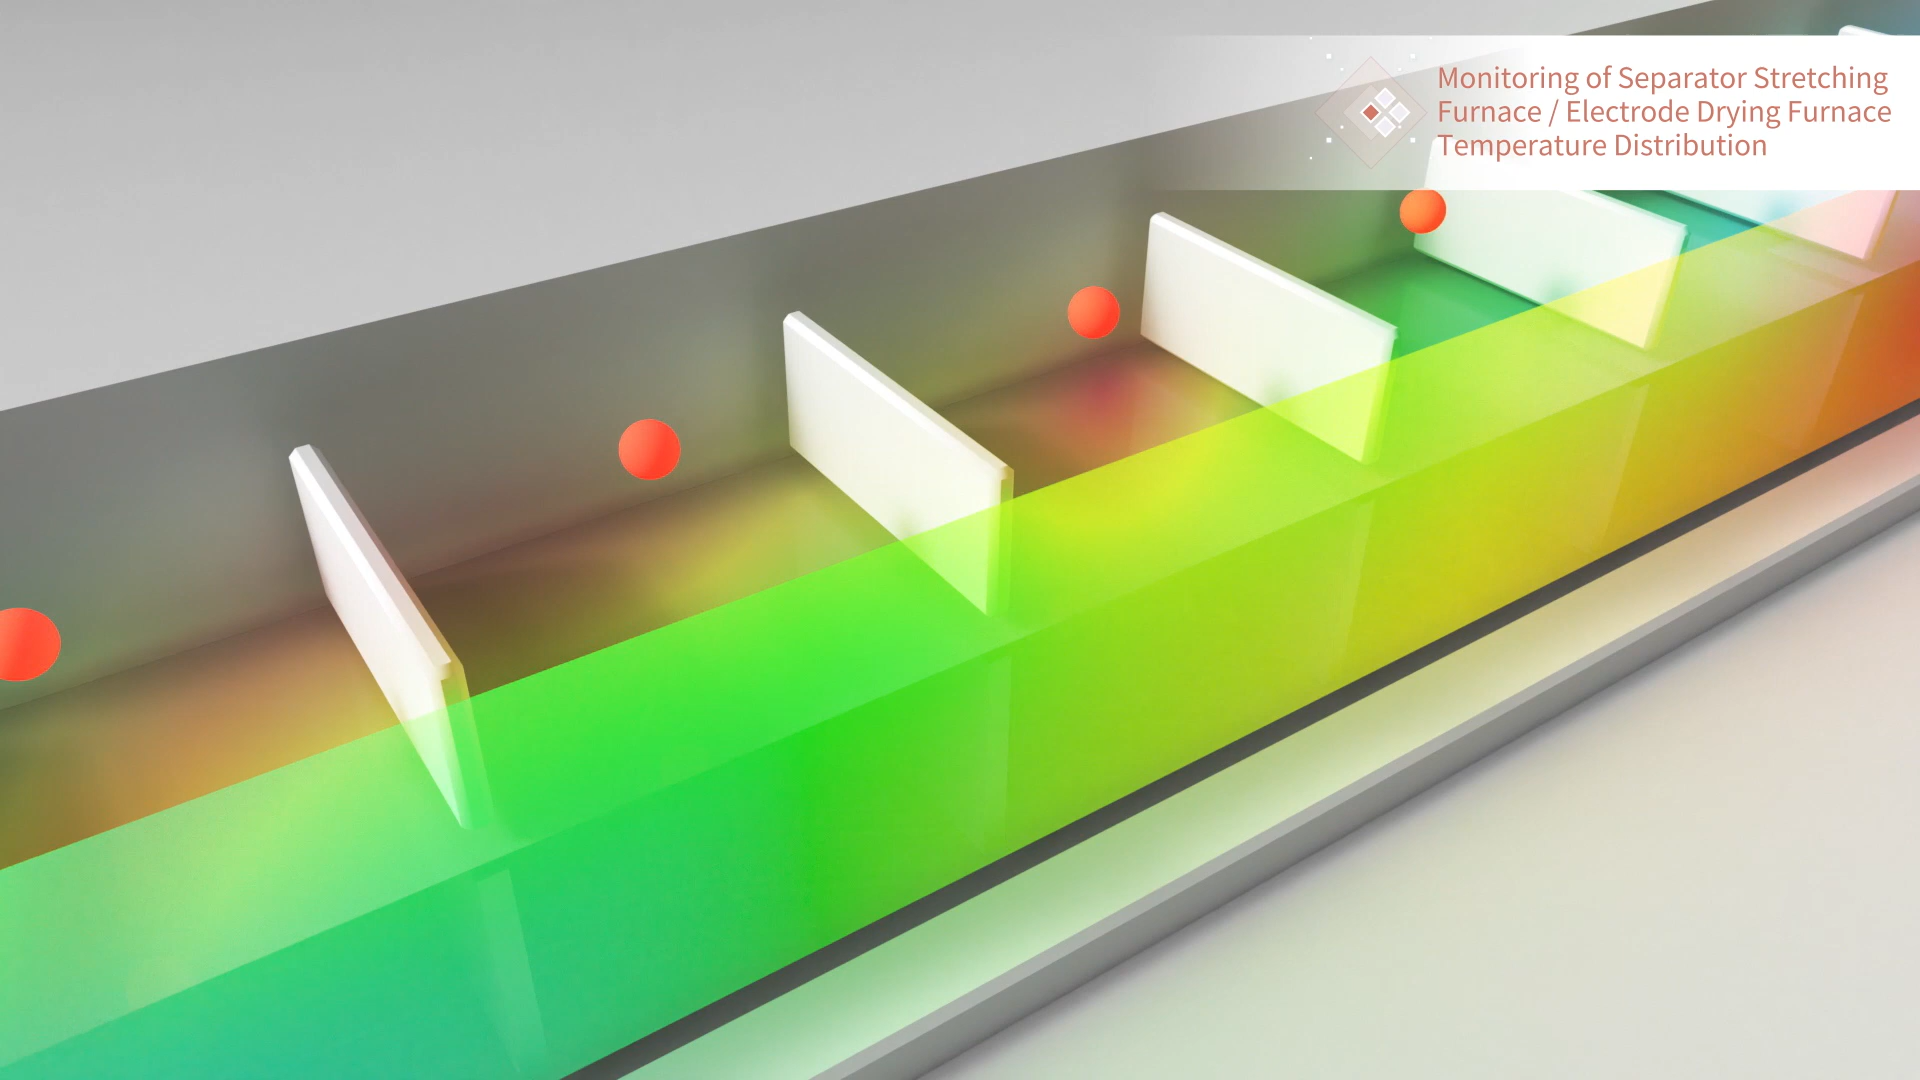 Monitoring of Separator Stretching
Furnace / Electrode Drying Furnace
Temperature Distribution